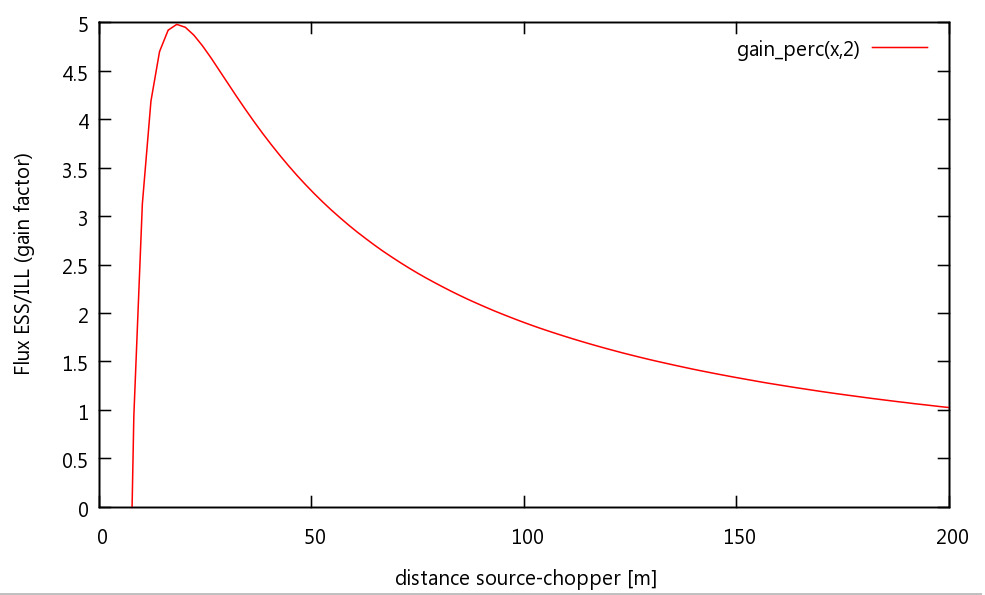 gain_perc(x,2)
Flux ESS/ILL (gain factor)
5
4.5
4
3.5
3
2.5
2
1.5
1
0.5
0
0 50 100 150 200
distance source-chopper [m]